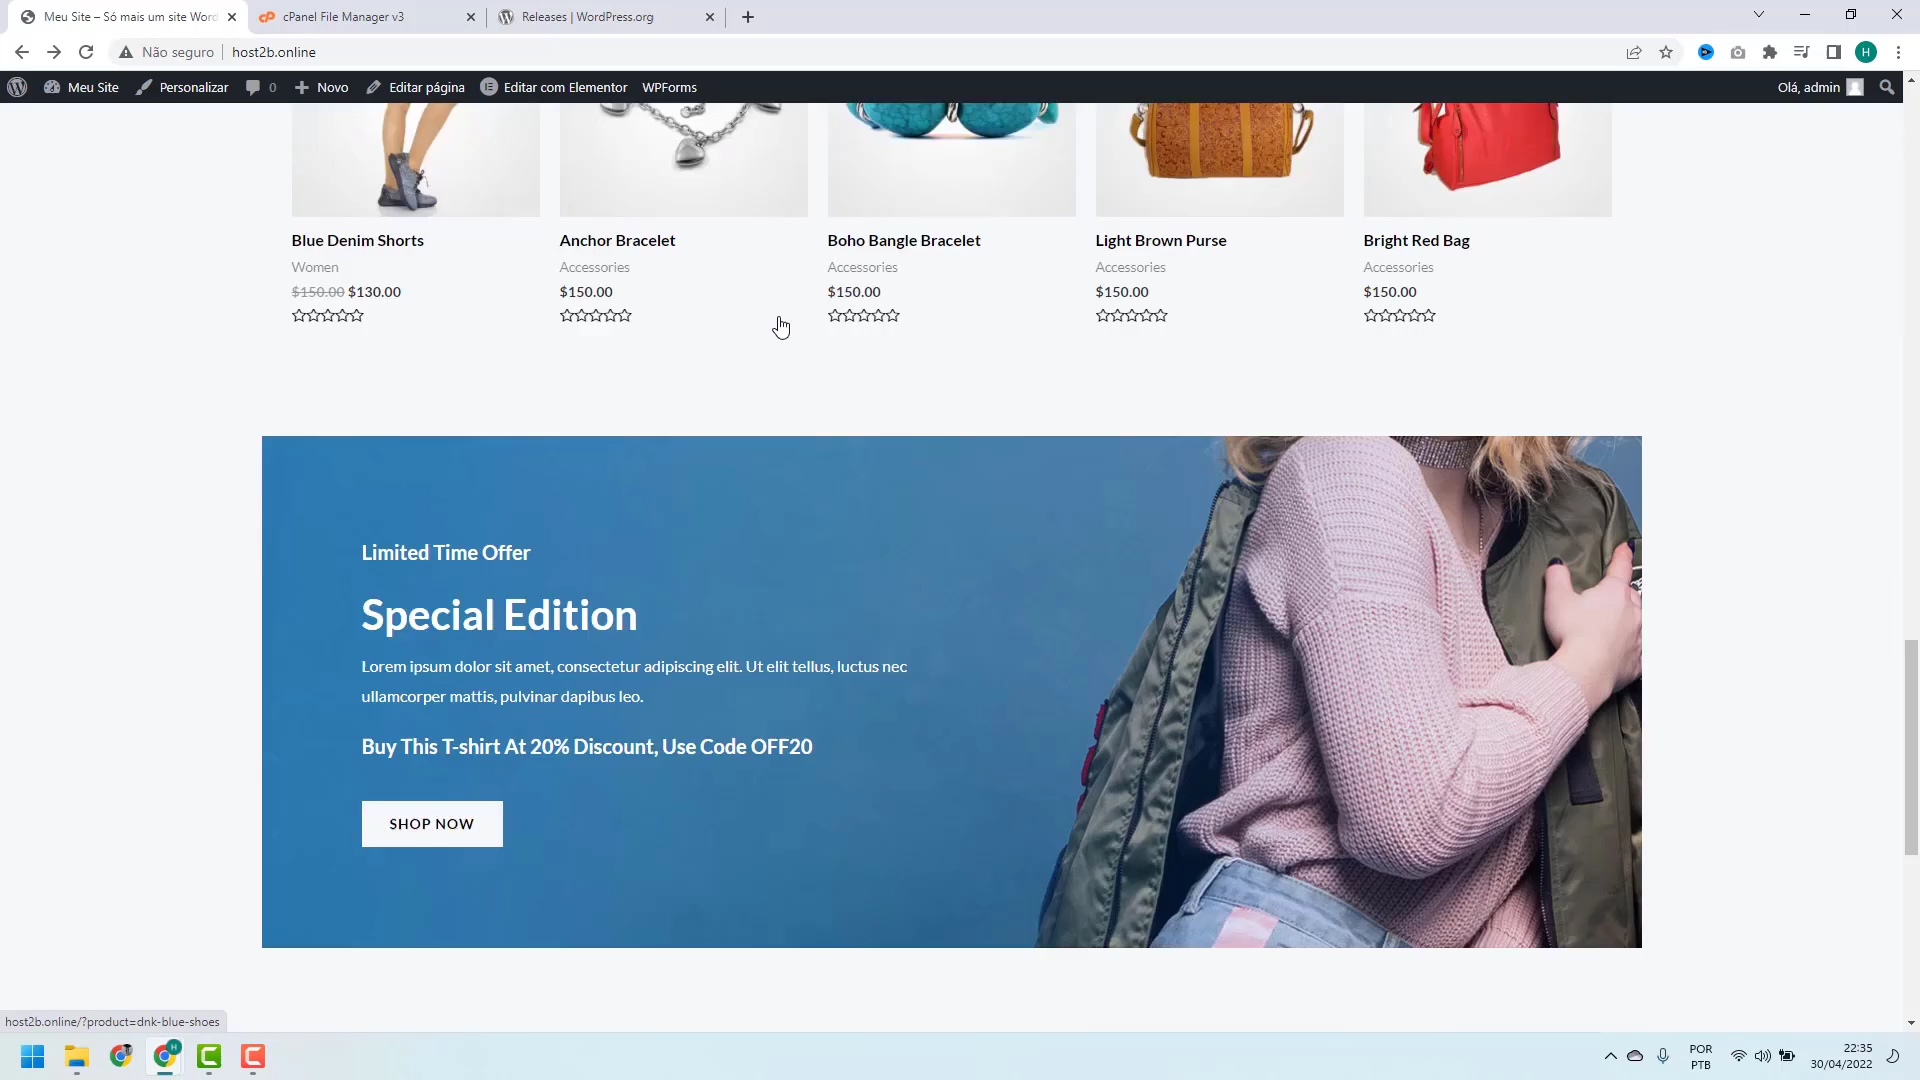 Meu Site – Só mais um site Word
cPanel File Manager v3
Releases | WordPress.org
Não seguro
host2b.online
H
Meu Site
Personalizar
0
Novo
Editar página
Editar com Elementor
WPForms
Olá, admin
Blue Denim Shorts
Women
$150.00 $130.00
Anchor Bracelet
Accessories
$150.00
Boho Bangle Bracelet
Accessories
$150.00
Light Brown Purse
Accessories
$150.00
Bright Red Bag
Accessories
$150.00
Limited Time Offer
Special Edition
Lorem ipsum dolor sit amet, consectetur adipiscing elit. Ut elit tellus, luctus nec
ullamcorper mattis, pulvinar dapibus leo.
Buy This T-shirt At 20% Discount, Use Code OFF20
SHOP NOW
host2b.online/?product=dnk-blue-shoes
H
POR
PTB
22:35
30/04/2022